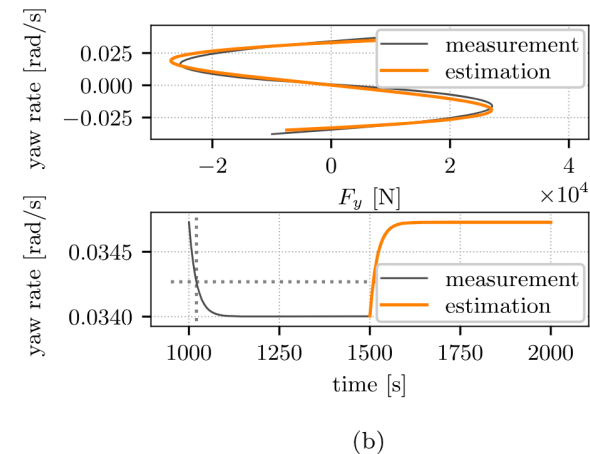 yaw rate [rad/s]
0.025
0.000
−0.025
measurement
estimation
−2
0
2
4
F_y [N]
×10^4
yaw rate [rad/s]
0.0345
0.0340
measurement
estimation
1000
1250
1500
1750
2000
time [s]
(b)